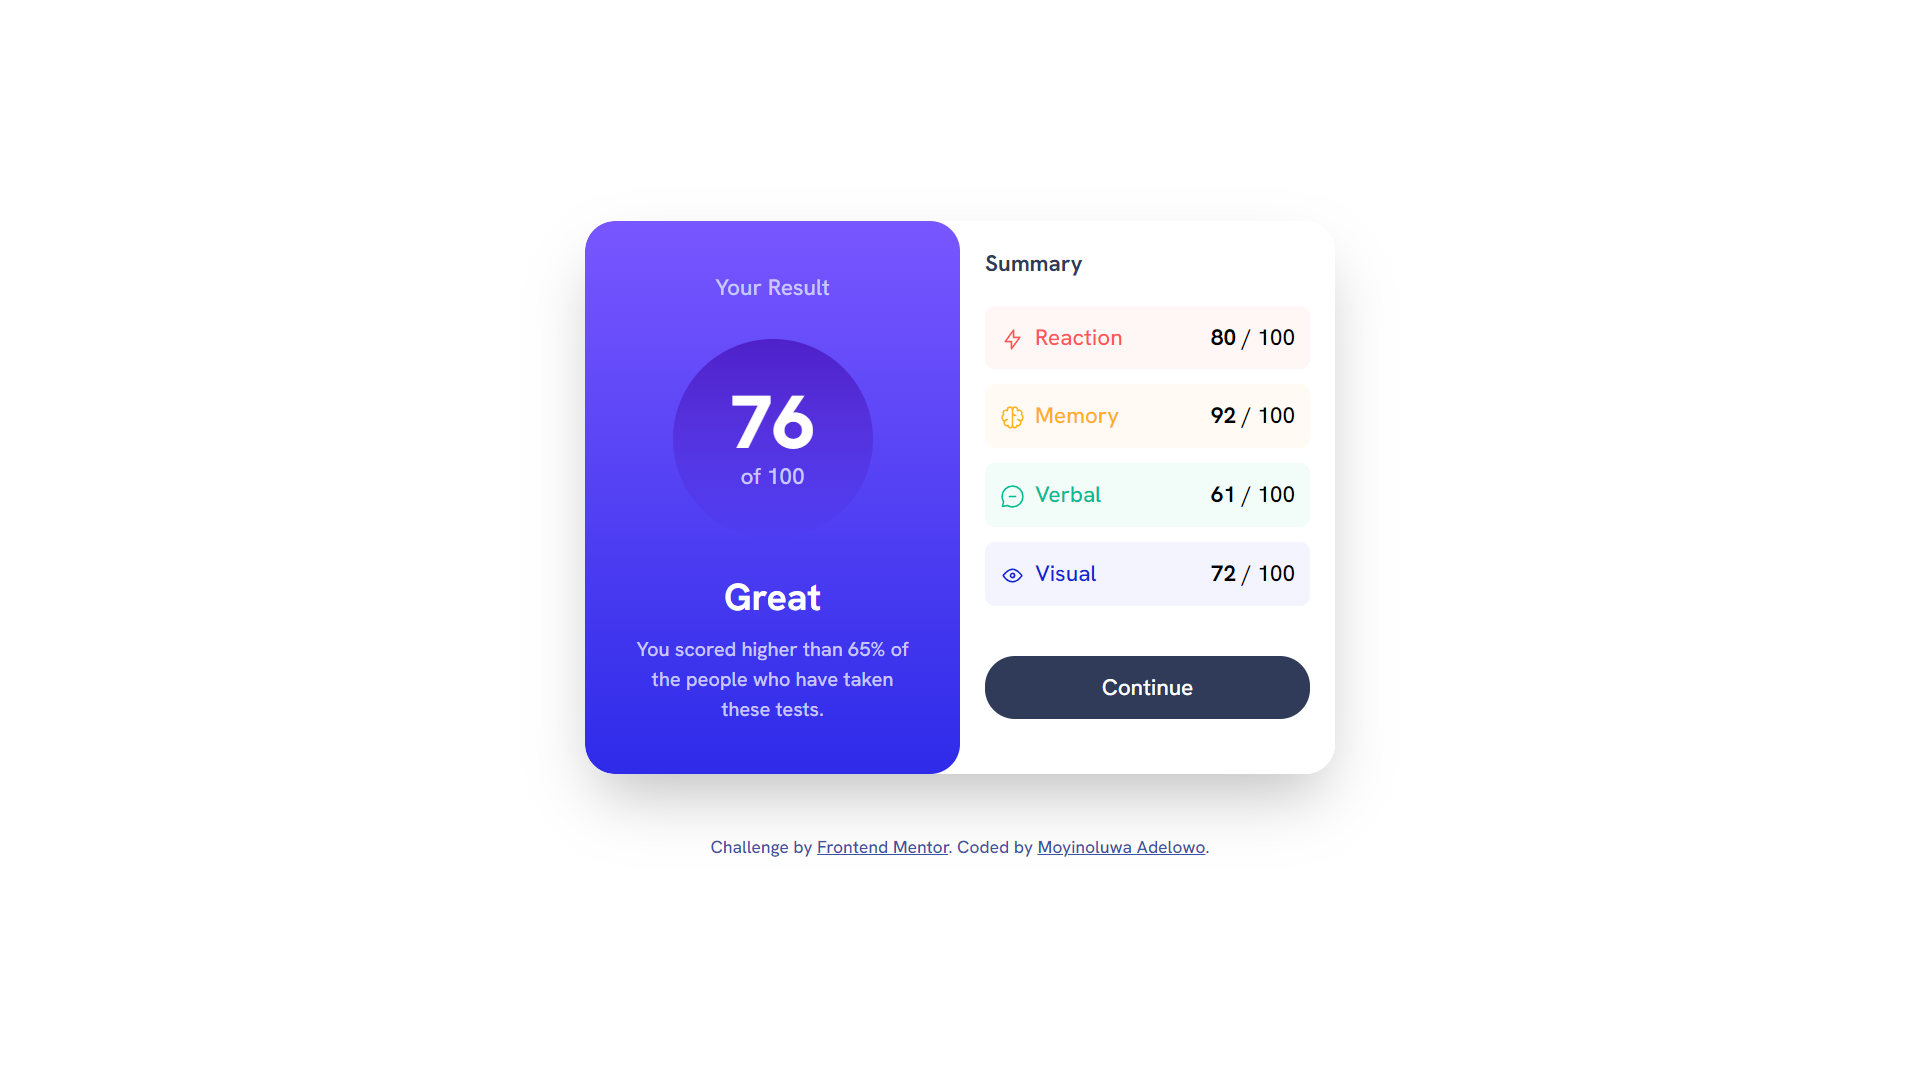 Your Result
76
of 100
Great
You scored higher than 65% of
the people who have taken
these tests.
Summary
Reaction 80 / 100
Memory 92 / 100
Verbal 61 / 100
Visual 72 / 100
Continue
Challenge by Frontend Mentor. Coded by Moyinoluwa Adelowo.